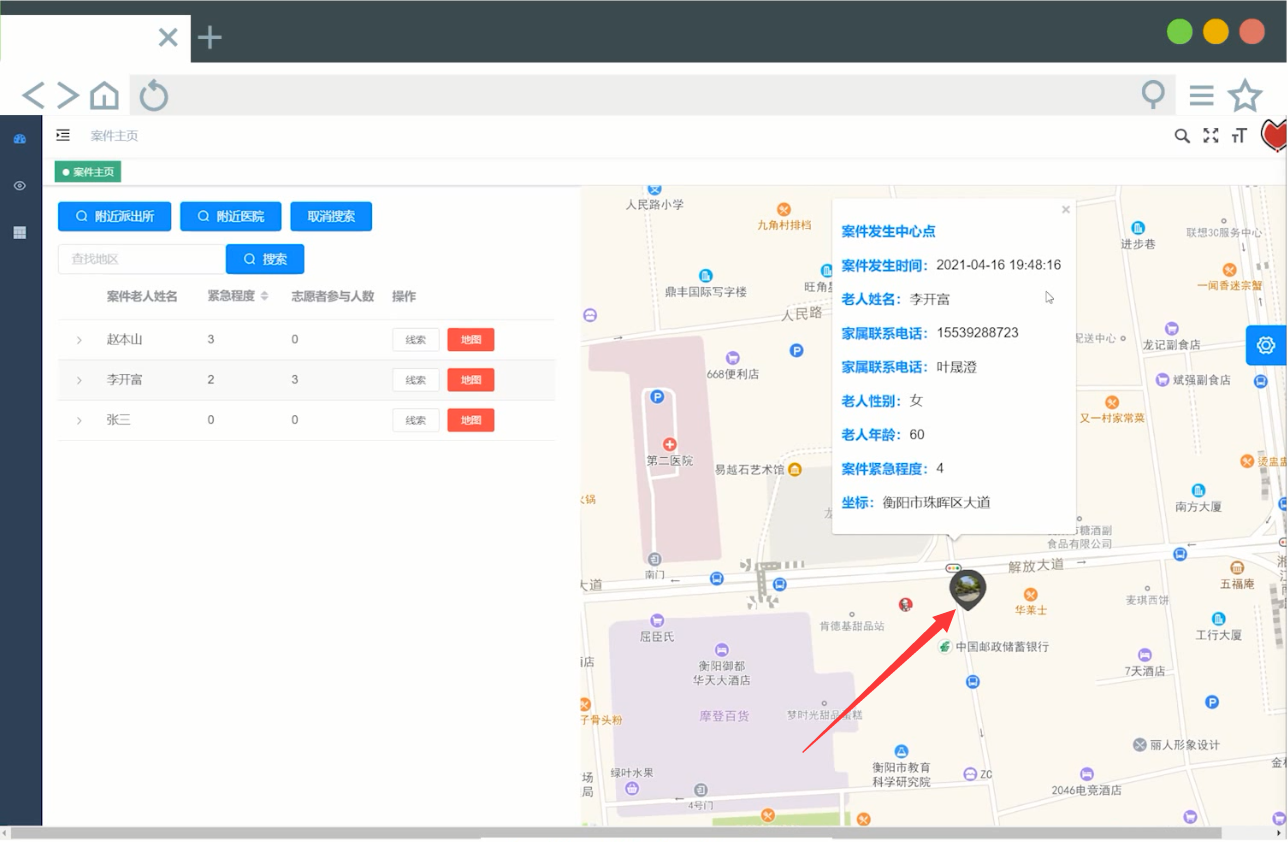 案件主页
案件主页
附近派出所
附近医院
取消搜索
查找地区
搜索
案件老人姓名 紧急程度 志愿者参与人数 操作
赵本山 3 0 线索 地图
李开富 2 3 线索 地图
张三 0 0 线索 地图
案件发生中心点
案件发生时间： 2021-04-16 19:48:16
老人姓名： 李开富
家属联系电话： 15539288723
家属联系电话： 叶晟澄
老人性别： 女
老人年龄： 60
案件紧急程度： 4
坐标： 衡阳市珠晖区大道
人民路小学
九角村排档
进步巷
联想3C服务中心
一闻香迷宗蟹
鼎丰国际写字楼
旺角
人民路
P
配送中心
龙记副食店
668便利店
斌强副食店
P
又一村家常菜
第二医院
易越石艺术馆
火锅
南方大厦
糖酒副
食品有限公司
南门
大道
解放大道
五福庵
华莱士
麦琪西饼
肯德基甜品站
工行大厦
屈臣氏
中国邮政储蓄银行
衡阳御都
华天大酒店
7天酒店
摩登百货
梦时光甜品蛋糕
子骨头粉
P
丽人形象设计
绿叶水果
衡阳市教育
科学研究院
ZC
场
局
4号门
2046电竞酒店